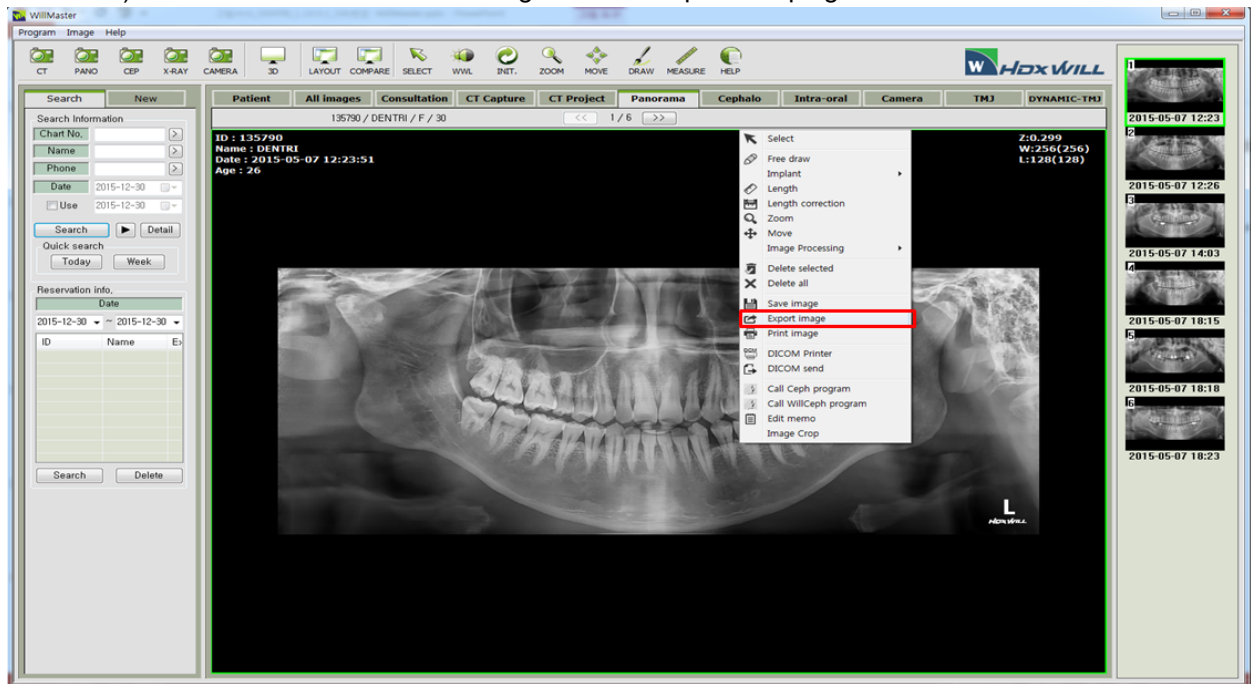 WillMaster
Program Image Help
CT PANO CEP X-RAY CAMERA 3D LAYOUT COMPARE SELECT WWL INIT. ZOOM MOVE DRAW MEASURE HELP
W HDXWILL
Search New
Patient All images Consultation CT Capture CT Project Panorama Cephalo Intra-oral Camera TMJ DYNAMIC-TMJ
135790 / DENTRI / F / 30 << 1 / 6 >>
Search Information
Chart No. >
Name >
Phone >
Date 2015-12-30
Use 2015-12-30
Search Detail
Quick search
Today Week
Reservation info.
Date
2015-12-30 ~ 2015-12-30
ID Name Ex
Search Delete
ID : 135790
Name : DENTRI
Date : 2015-05-07 12:23:51
Age : 26
Z:0.299
W:256(256)
L:128(128)
Select
Free draw
Implant
Length
Length correction
Zoom
Move
Image Processing
Delete selected
Delete all
Save image
Export image
Print image
DICOM Printer
DICOM send
Call Ceph program
Call WillCeph program
Edit memo
Image Crop
L
HDXWILL
1
2015-05-07 12:23
2
2015-05-07 12:26
3
2015-05-07 14:03
4
2015-05-07 18:15
5
2015-05-07 18:18
6
2015-05-07 18:23